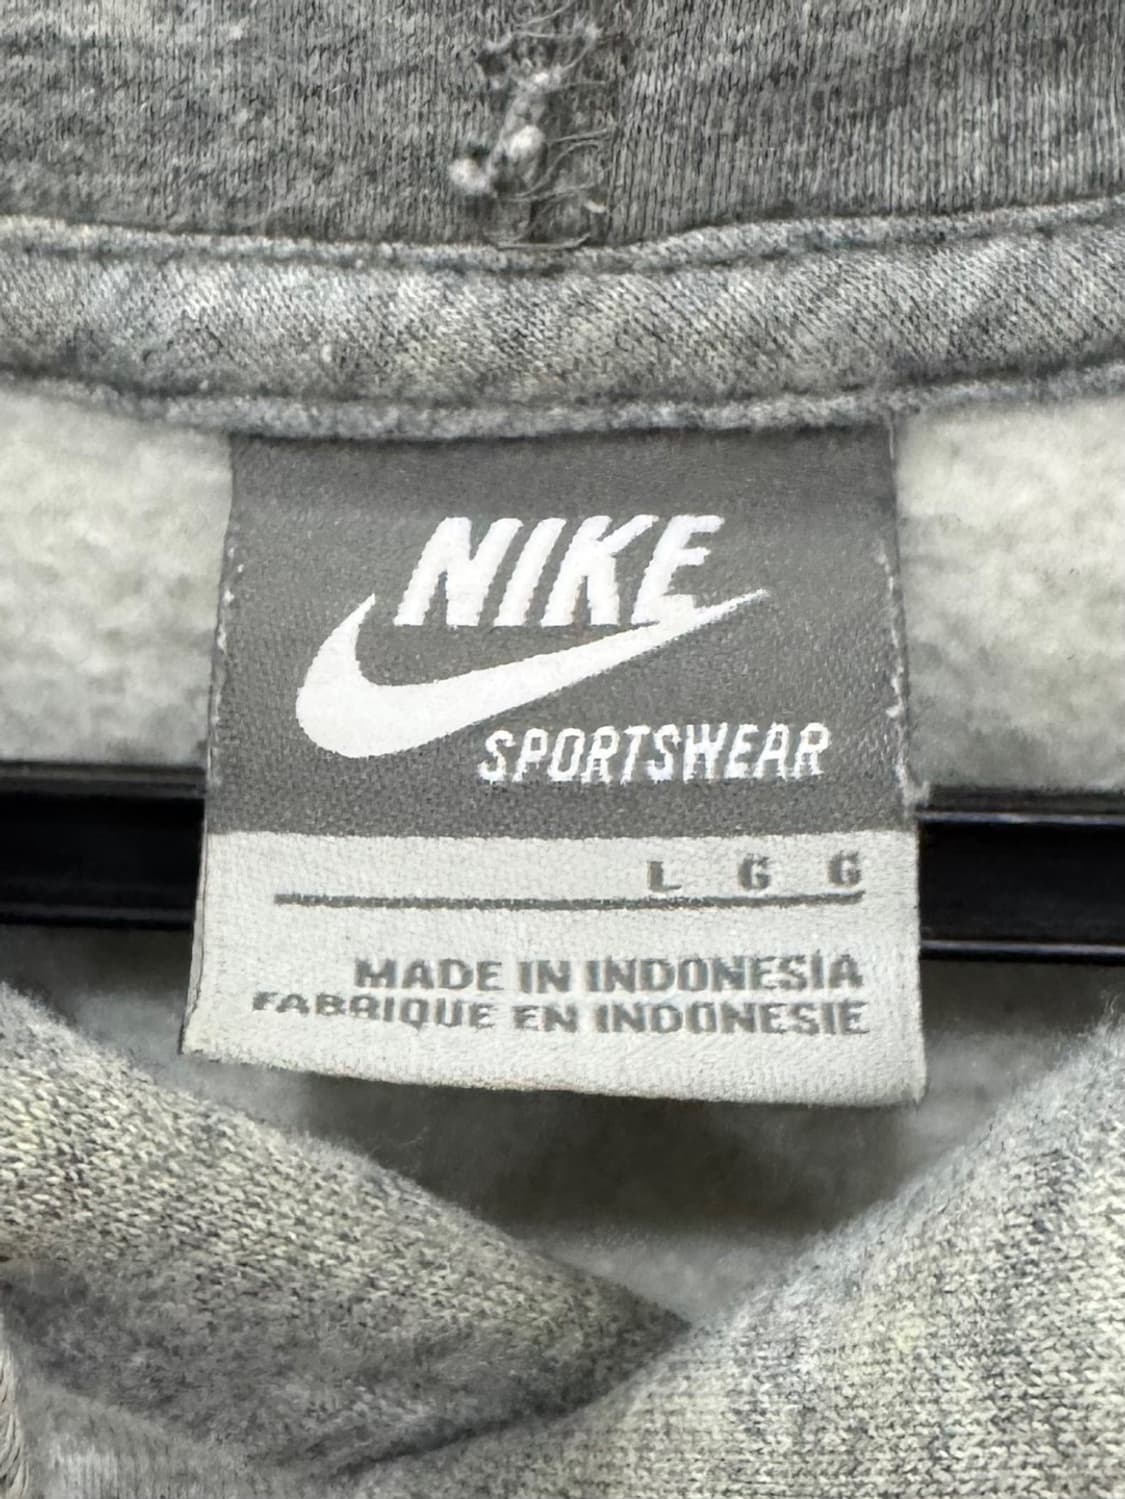 NIKE
SPORTSWEAR
L G G
MADE IN INDONESIA
FABRIQUE EN INDONESIE